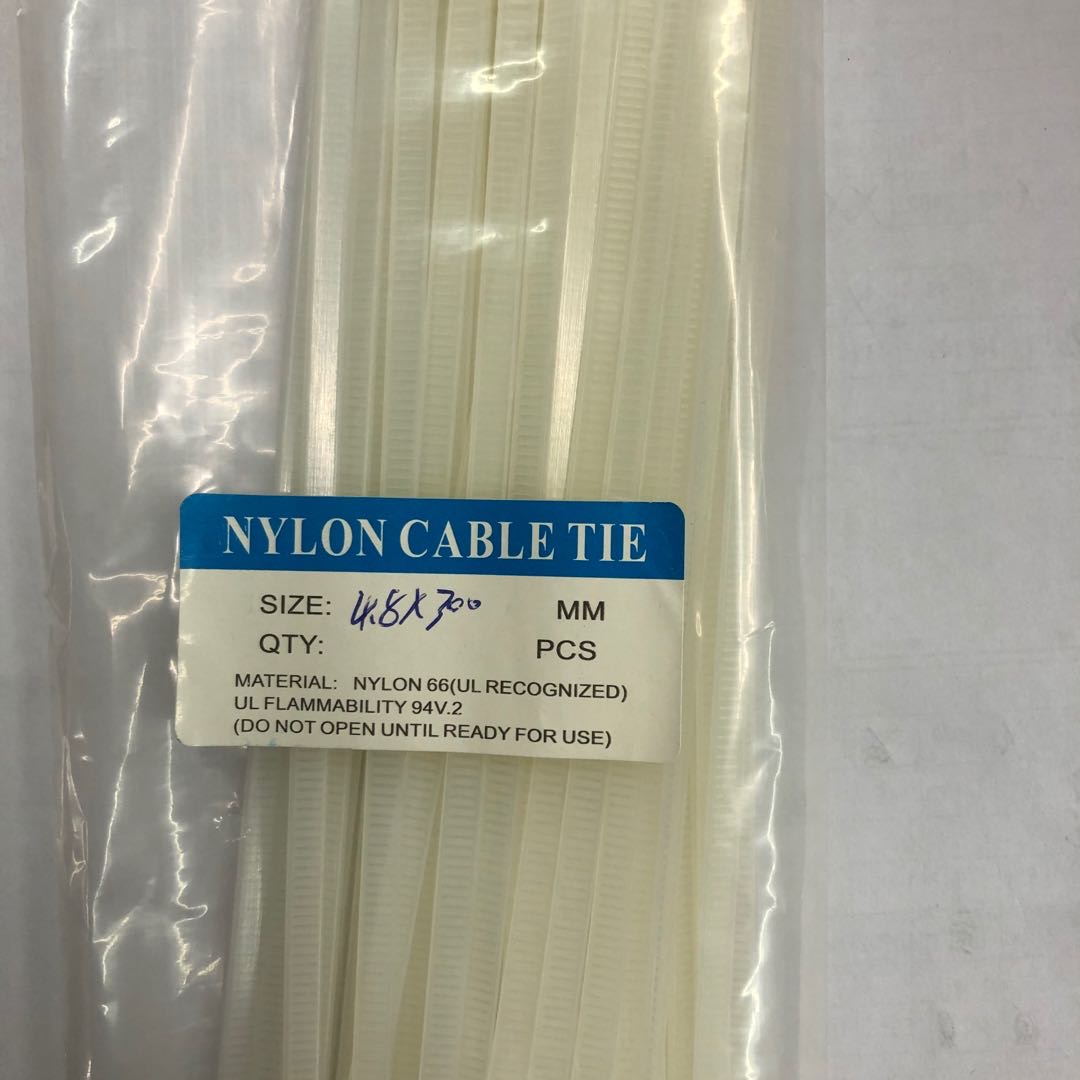 NYLON CABLE TIE
SIZE: 4.8X300 MM
QTY: PCS
MATERIAL: NYLON 66(UL RECOGNIZED)
UL FLAMMABILITY 94V.2
(DO NOT OPEN UNTIL READY FOR USE)